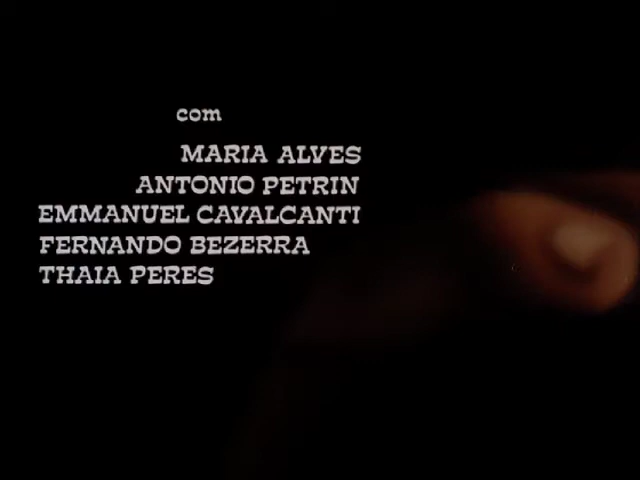 com
MARIA ALVES
ANTONIO PETRIN
EMMANUEL CAVALCANTI
FERNANDO BEZERRA
THAIA PERES